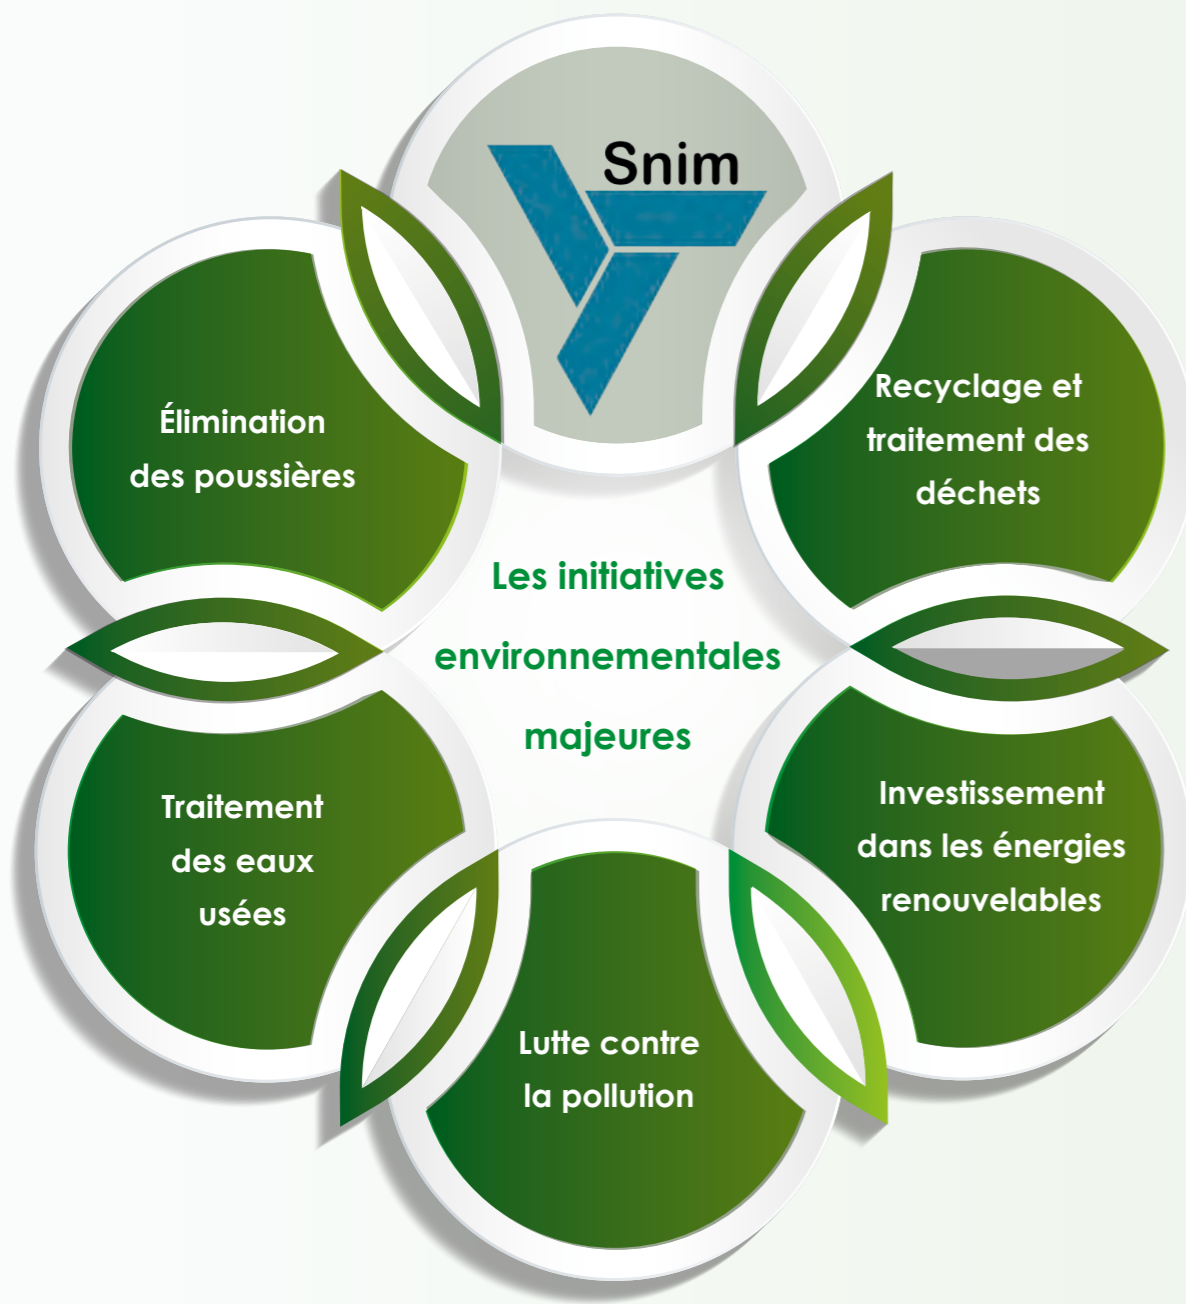 Snim
Recyclage et
traitement des
déchets
Investissement
dans les énergies
renouvelables
Lutte contre
la pollution
Traitement
des eaux
usées
Élimination
des poussières
Les initiatives
environnementales
majeures